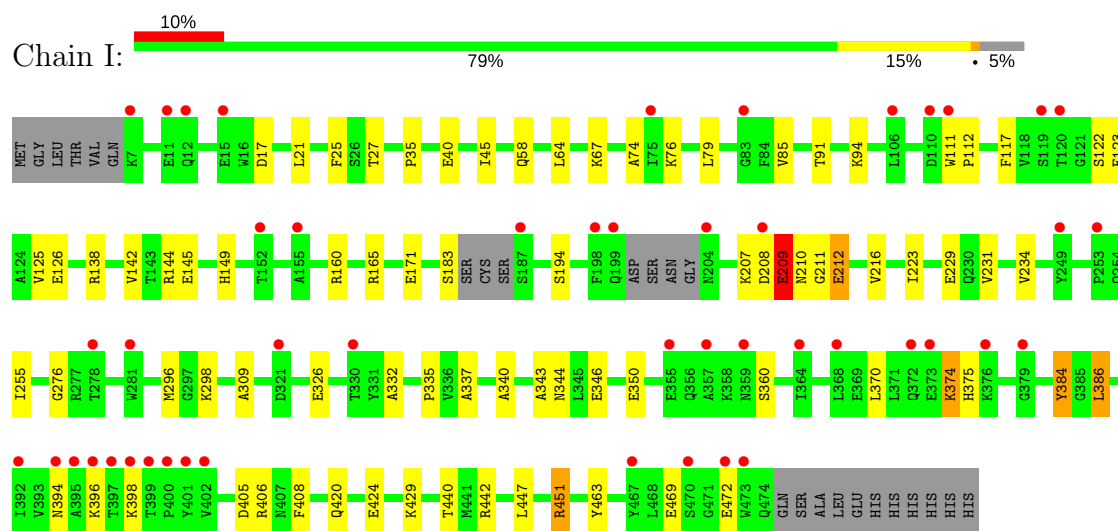 10%
Chain I:
79% 15% • 5%
MET GLY LEU THR VAL GLN K7 E11 Q12 E15 W16 D17 L21 F25 S26 T27 P35 E40 I45 Q58 L64 K67 A74 I75 K76 L79 G83 F84 V85 T91 K94 L106 D110 W111 P112 F117 V118 S119 T120 G121 S122
A124 V125 E126 R138 V142 T143 R144 E145 H149 T152 A155 R160 R165 E171 S183 SER CYS SER S187 S194 F198 Q199 ASP SER ASN GLY N204 K207 D208 E209 N210 G211 E212 V216 I223 E229 Q230 V231 V234 Y249 P253
I255 G276 R277 T278 W281 M296 G297 K298 A309 D321 E326 T330 Y331 A332 P335 V336 A337 A340 A343 N344 L345 E346 E350 E355 Q356 A357 K358 N359 S360 I364 L368 E369 L370 L371 Q372 E373 K374 H375 K376 G379 Y384 G385 L386
I392 V393 N394 A395 K396 T397 K398 T399 P400 Y401 V402 D405 R406 N407 F408 Q420 E424 K429 T440 M441 R442 L447 R451 Y463 Y467 L468 E469 S470 G471 E472 W473 Q474 GLN SER ALA LEU GLU HIS HIS HIS HIS HIS HIS